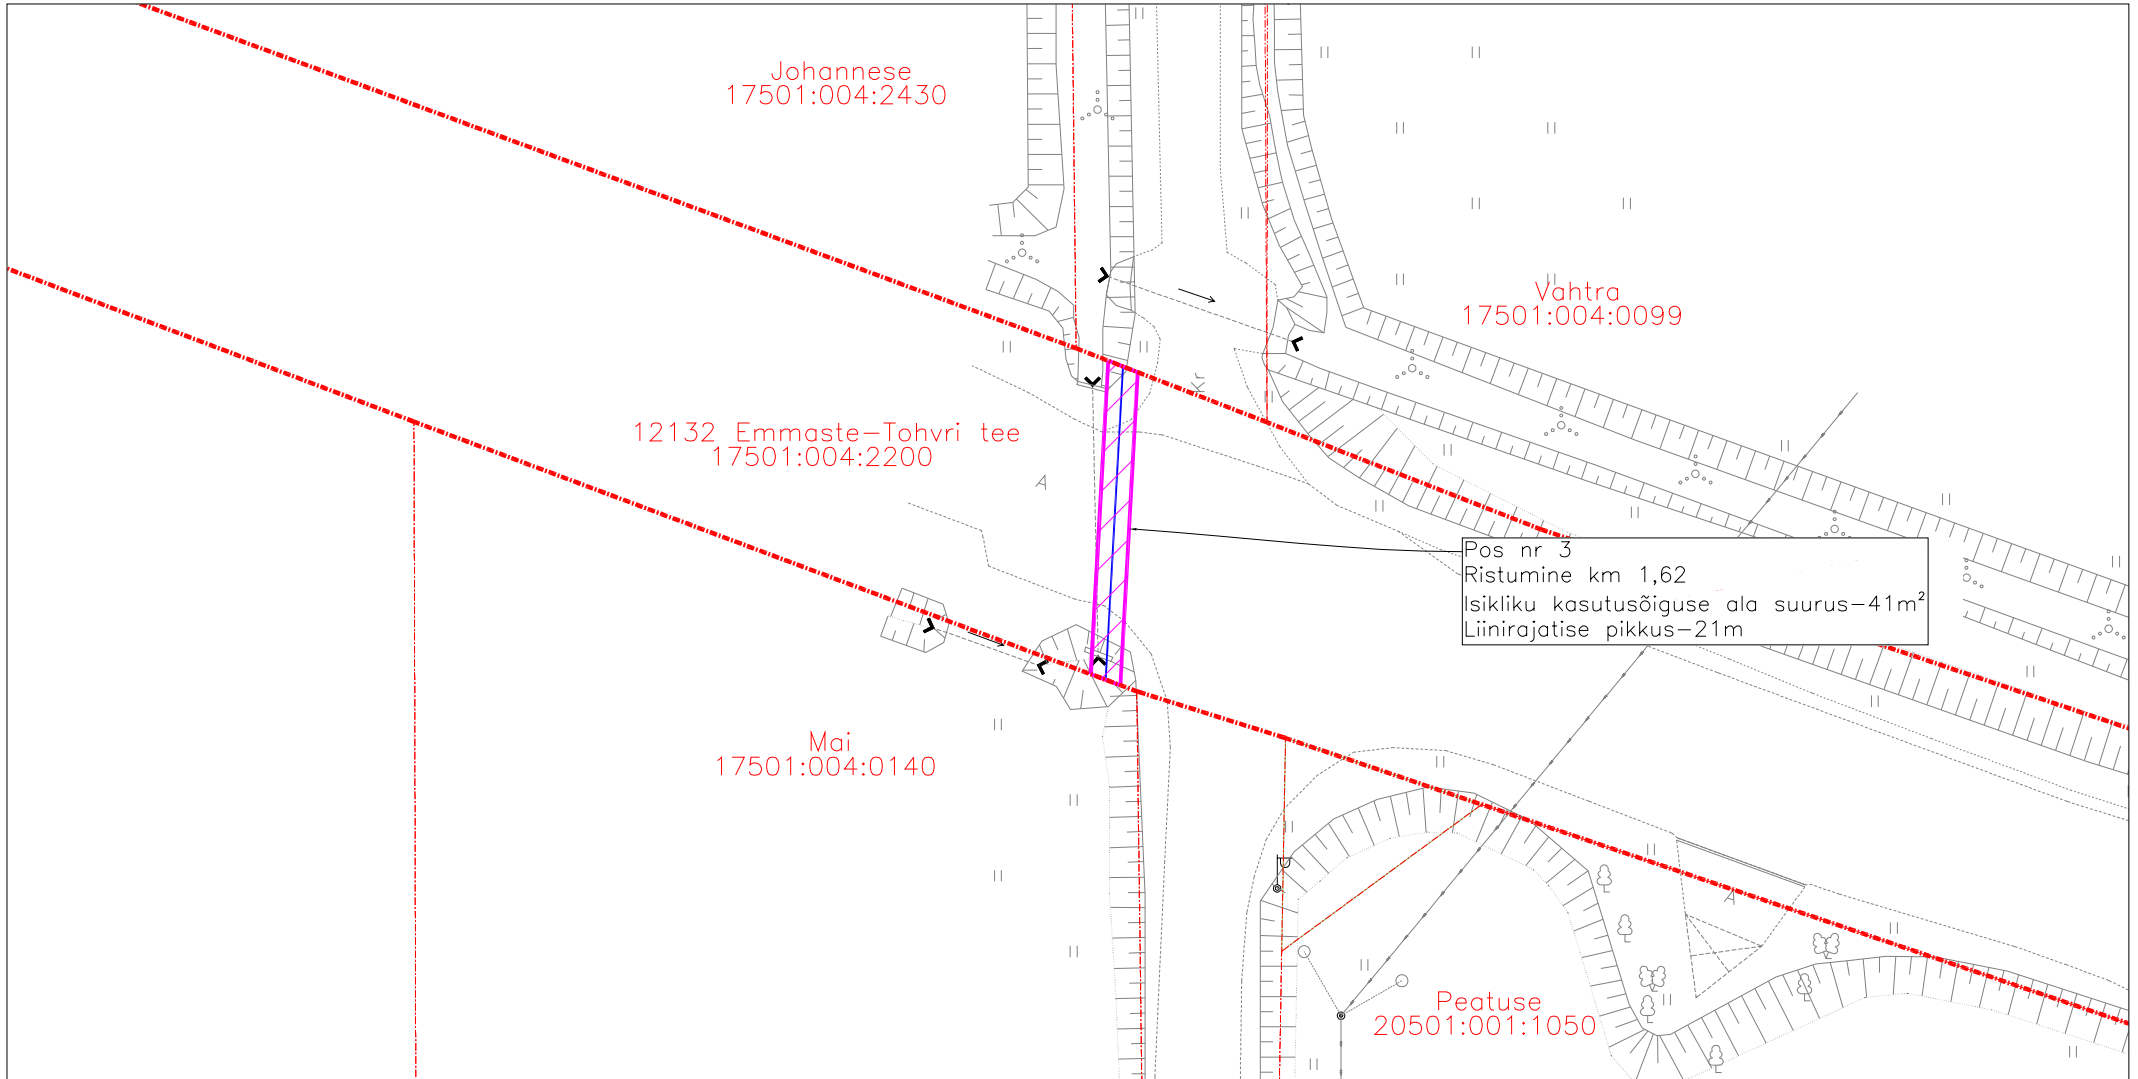 Johannese
17501:004:2430
Vahtra
17501:004:0099
Kr
12132 Emmaste-Tohvri tee
17501:004:2200
A
Pos nr 3
Ristumine km 1,62
Isikliku kasutusõiguse ala suurus-41m²
Liinirajatise pikkus-21m
Mai
17501:004:0140
A
Peatuse
20501:001:1050